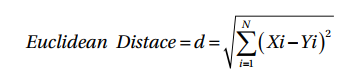 Euclidean Distace = d = √∑_{i=1}^{N} (Xi – Yi)²